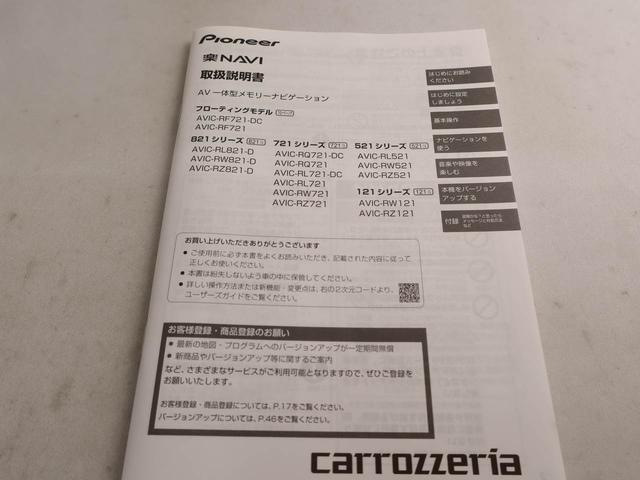 Pioneer
楽NAVI
取扱説明書
AV一体型メモリーナビゲーション
フローティングモデル
AVIC-RF721-DC
AVIC-RF721
821シリーズ
AVIC-RL821-D
AVIC-RW821-D
AVIC-RZ821-D
721シリーズ
AVIC-RQ721-DC
AVIC-RQ721
AVIC-RL721-DC
AVIC-RL721
AVIC-RW721
AVIC-RZ721
521シリーズ
AVIC-RL521
AVIC-RW521
AVIC-RZ521
121シリーズ
AVIC-RW121
AVIC-RZ121
はじめにお読み
ください
はじめに設定
しましょう
基本操作
ナビゲーションを
使う
音楽や映像を
楽しむ
本機をバージョン
アップする
付録
故障かな？と思ったら
メッセージと対処方法
など
お買い上げいただきありがとうございます
● ご使用前に必ず本書をよくお読みいただき、記載された内容に従って
正しくお使いください。
● 本書は紛失しないよう車の中に保管してください。
● 詳しい操作方法または新機能・変更点は、右の2次元コードより、
ユーザーズガイドをご覧ください。
お客様登録・商品登録のお願い
● 最新の地図・プログラムへのバージョンアップが一定期間無償
● 新商品やバージョンアップ等に関するご案内
など、さまざまなサービスがご利用可能となりますので、ぜひご登録を
お願いいたします。
お客様登録・商品登録については、P.17をご覧ください。
バージョンアップについては、P.46をご覧ください。
carrozzeria